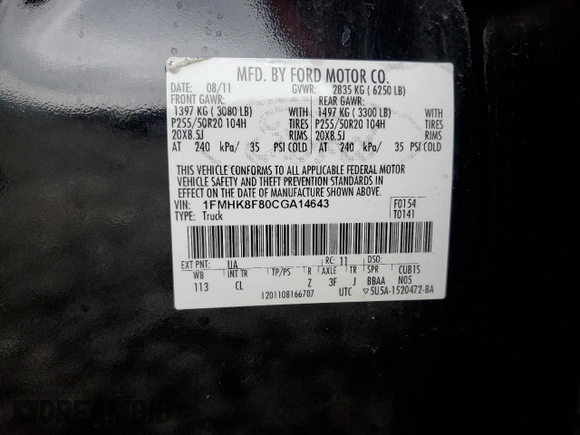 MFD. BY FORD MOTOR CO.
DATE: 08/11 GVWR: 2835 KG ( 6250 LB)
FRONT GAWR: REAR GAWR:
1397 KG ( 3080 LB) WITH 1497 KG ( 3300 LB) WITH
P255/50R20 104H TIRES P255/50R20 104H TIRES
20X8.5J RIMS 20X8.5J RIMS
AT 240 kPa/ 35 PSI COLD AT 240 kPa/ 35 PSI COLD
THIS VEHICLE CONFORMS TO ALL APPLICABLE FEDERAL MOTOR
VEHICLE SAFETY AND THEFT PREVENTION STANDARDS IN
EFFECT ON THE DATE OF MANUFACTURE SHOWN ABOVE.
VIN: 1FMHK8F80CGA14643 F0154
TYPE: Truck T0141
EXT PNT: UA RC: 11 DSO:
WB INT TR TP/PS R AXLE TR SPR CUB1S
113 CL Z 3F J BBAA N05
1201108166707 UTC ▽5U5A-1520472-BA
DREAMBID